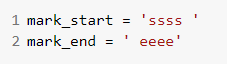 1 mark_start = 'ssss '
2 mark_end = ' eeee'